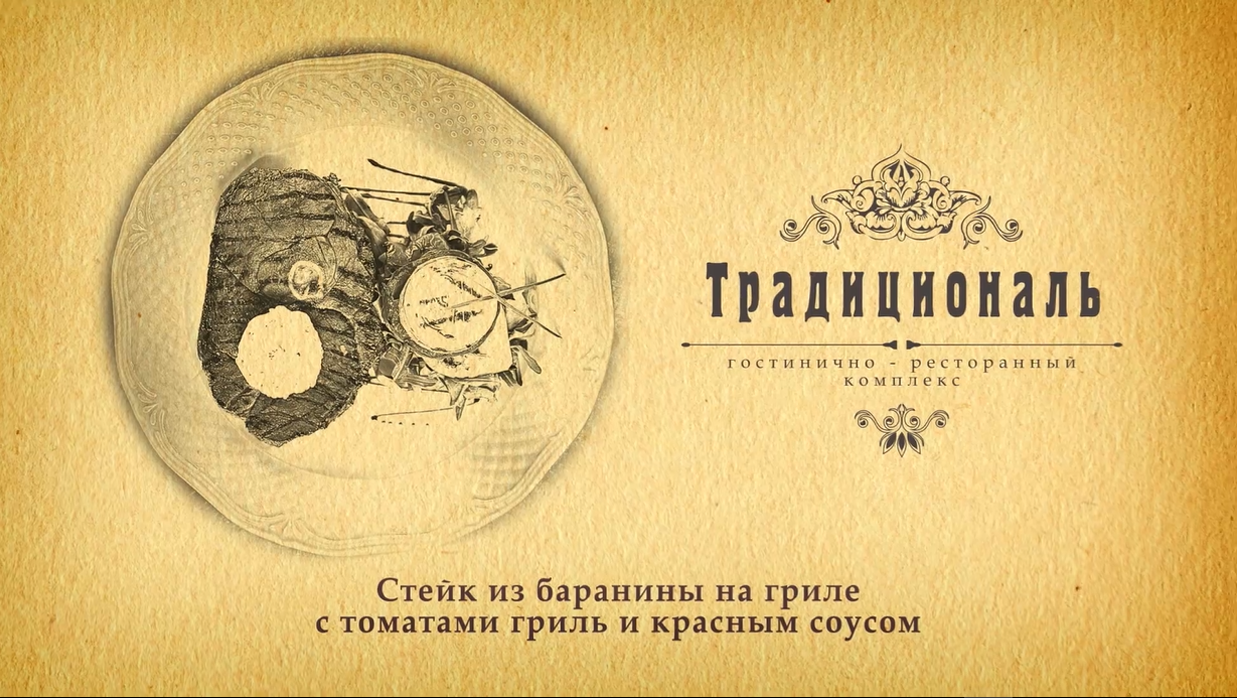 Традициональ
гостинично - ресторанный
комплекс
Стейк из баранины на гриле
с томатами гриль и красным соусом